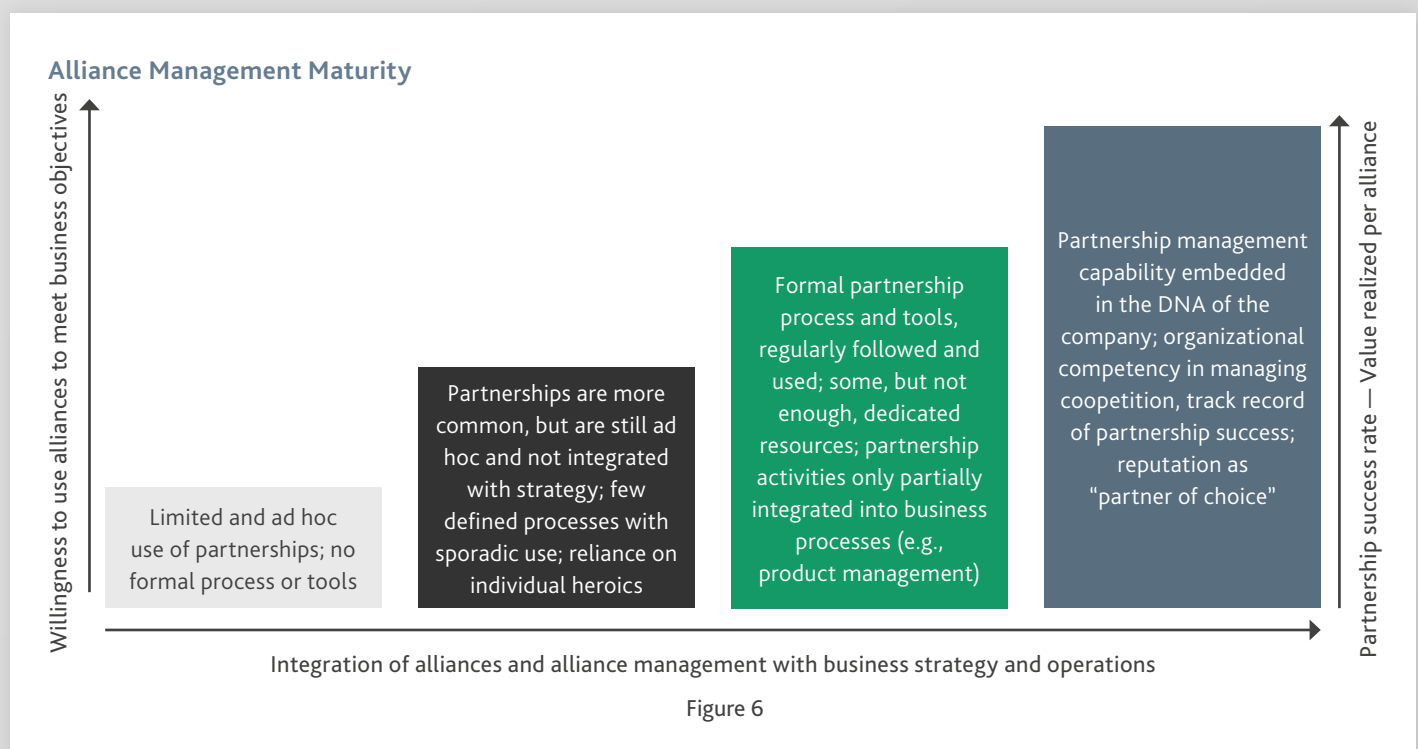 Alliance Management Maturity
Willingness to use alliances to meet business objectives
Limited and ad hoc
use of partnerships; no
formal process or tools
Partnerships are more
common, but are still ad
hoc and not integrated
with strategy; few
defined processes with
sporadic use; reliance on
individual heroics
Formal partnership
process and tools,
regularly followed and
used; some, but not
enough, dedicated
resources; partnership
activities only partially
integrated into business
processes (e.g.,
product management)
Partnership management
capability embedded
in the DNA of the
company; organizational
competency in managing
coopetition, track record
of partnership success;
reputation as
“partner of choice”
Partnership success rate — Value realized per alliance
Integration of alliances and alliance management with business strategy and operations
Figure 6